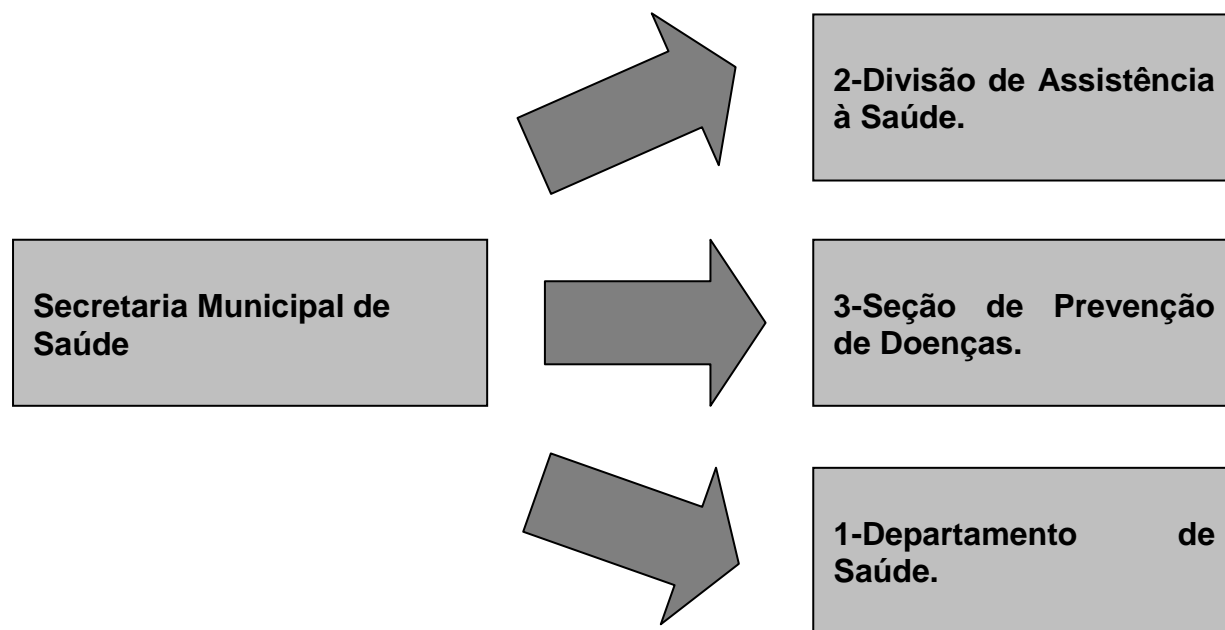 2-Divisão de Assistência
à Saúde.
Secretaria Municipal de
Saúde
3-Seção de Prevenção
de Doenças.
1-Departamento de
Saúde.